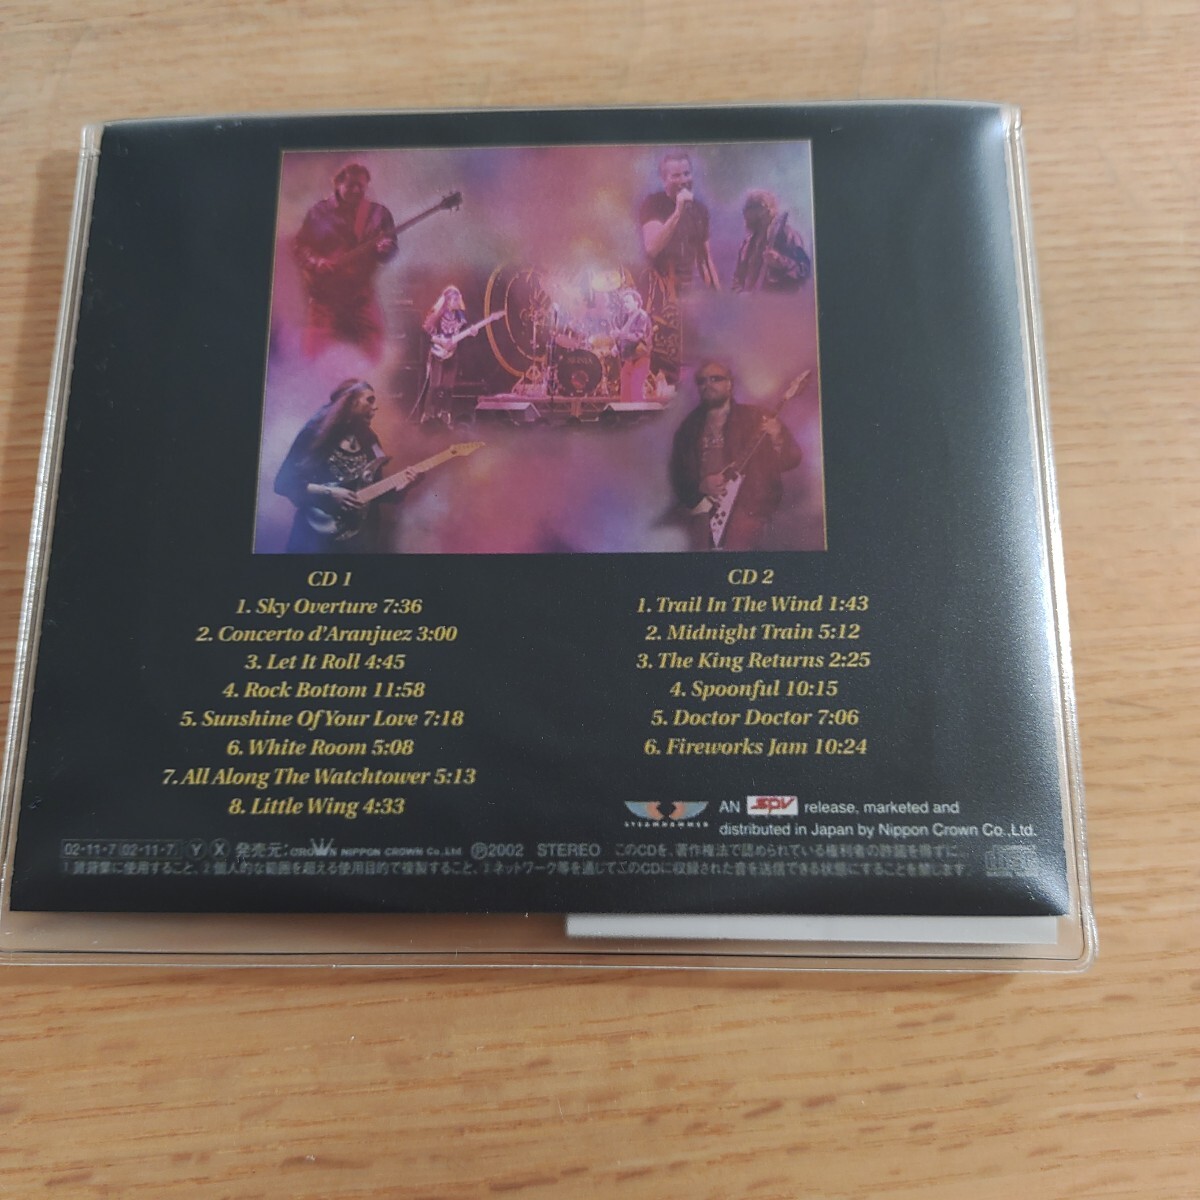 CD 1
1. Sky Overture 7:36
2. Concerto d'Aranjuez 3:00
3. Let It Roll 4:45
4. Rock Bottom 11:58
5. Sunshine Of Your Love 7:18
6. White Room 5:08
7. All Along The Watchtower 5:13
8. Little Wing 4:33
CD 2
1. Trail In The Wind 1:43
2. Midnight Train 5:12
3. The King Returns 2:25
4. Spoonful 10:15
5. Doctor Doctor 7:06
6. Fireworks Jam 10:24
STEAMHAMMER
AN SPV release, marketed and
distributed in Japan by Nippon Crown Co.,Ltd.
02-11-7 02-11-7 Y X 発売元:CROWN NIPPON CROWN Co.,Ltd ℗2002 STEREO このCDを、著作権法で認められている権利者の許諾を得ずに、
に使用すること、2 個人的な範囲を超える使用目的で複製すること、3 ネットワーク等を通じてこのCDに収録された音を送信できる状態にすることを禁じます。
disc